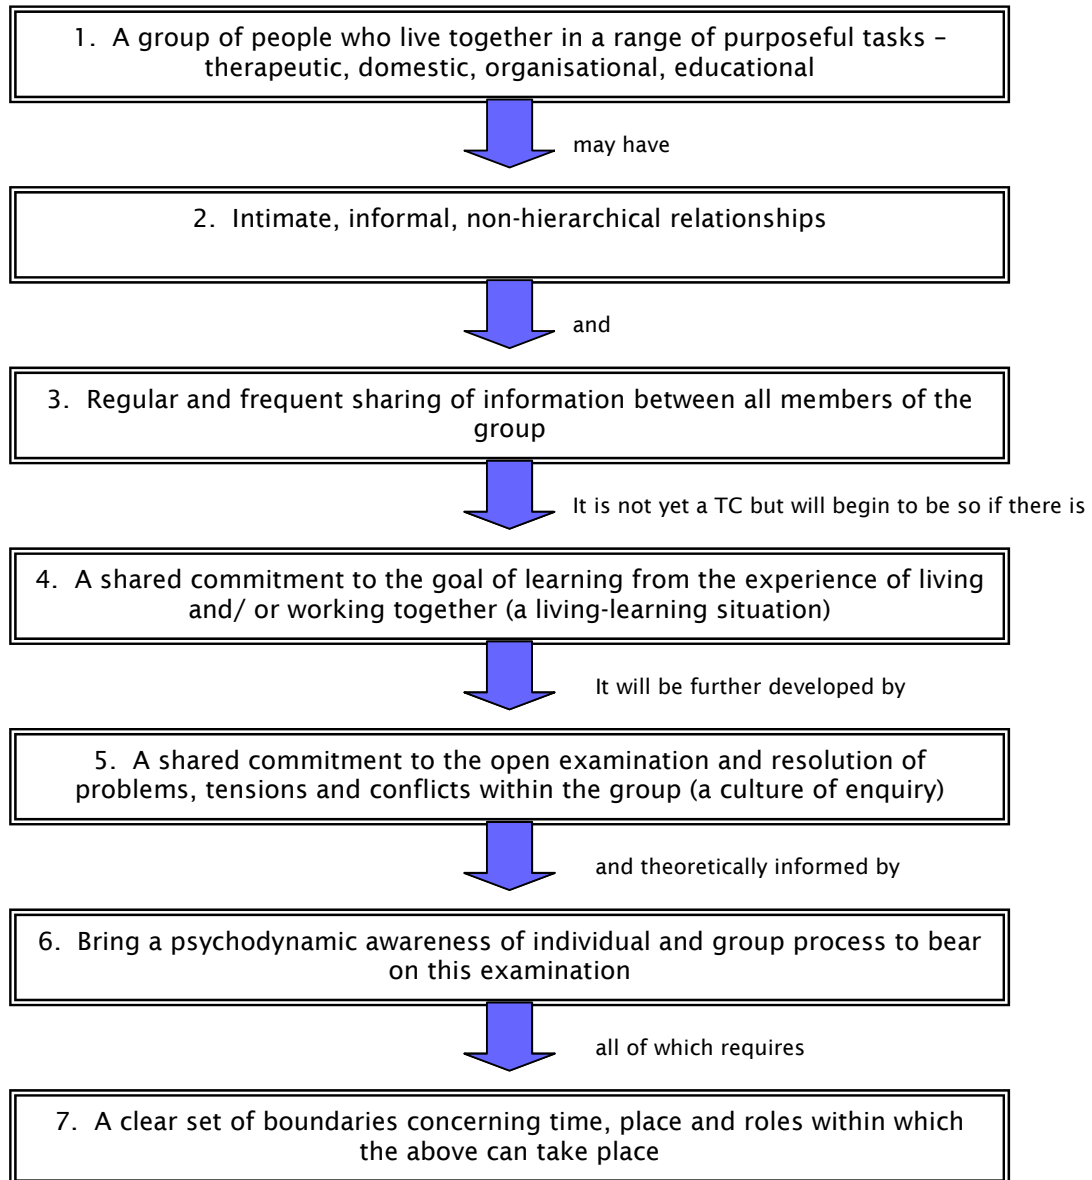 1. A group of people who live together in a range of purposeful tasks –
therapeutic, domestic, organisational, educational
may have
2. Intimate, informal, non-hierarchical relationships
and
3. Regular and frequent sharing of information between all members of the
group
It is not yet a TC but will begin to be so if there is
4. A shared commitment to the goal of learning from the experience of living
and/ or working together (a living-learning situation)
It will be further developed by
5. A shared commitment to the open examination and resolution of
problems, tensions and conflicts within the group (a culture of enquiry)
and theoretically informed by
6. Bring a psychodynamic awareness of individual and group process to bear
on this examination
all of which requires
7. A clear set of boundaries concerning time, place and roles within which
the above can take place